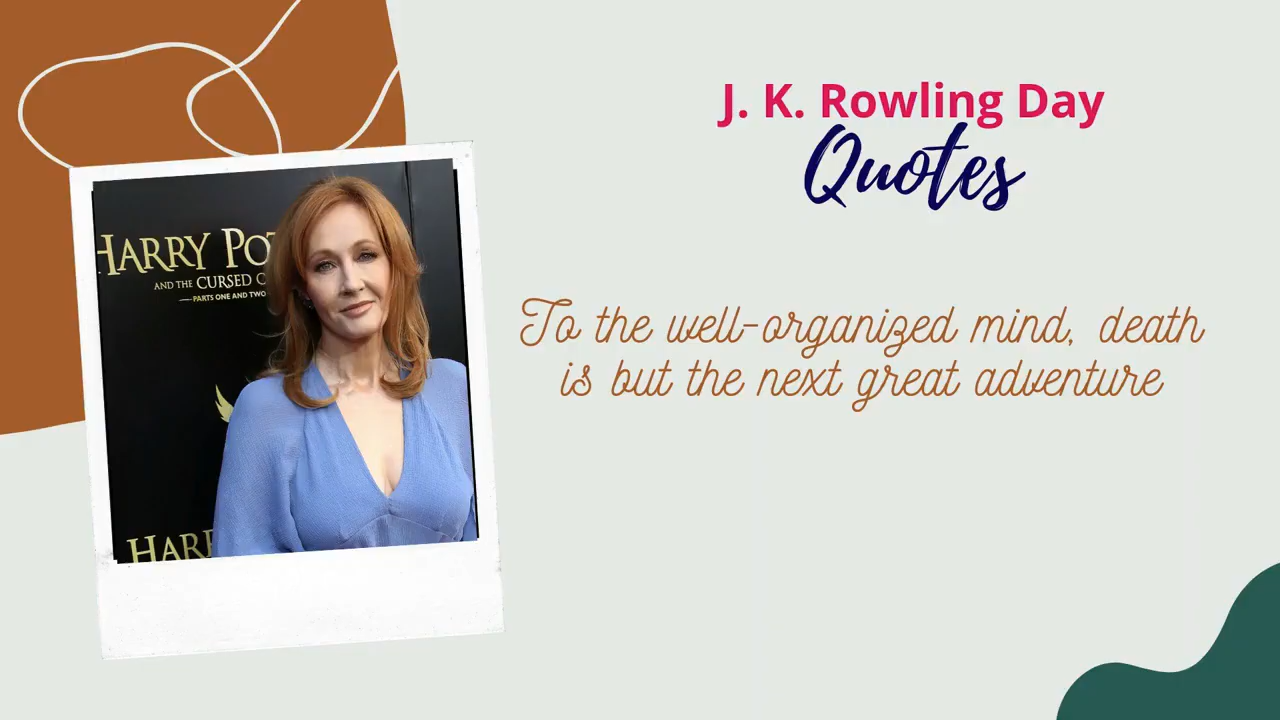 J. K. Rowling Day
Quotes
To the well-organized mind, death
is but the next great adventure
HARRY PO
AND THE CURSED C
PARTS ONE AND TWO
HARR